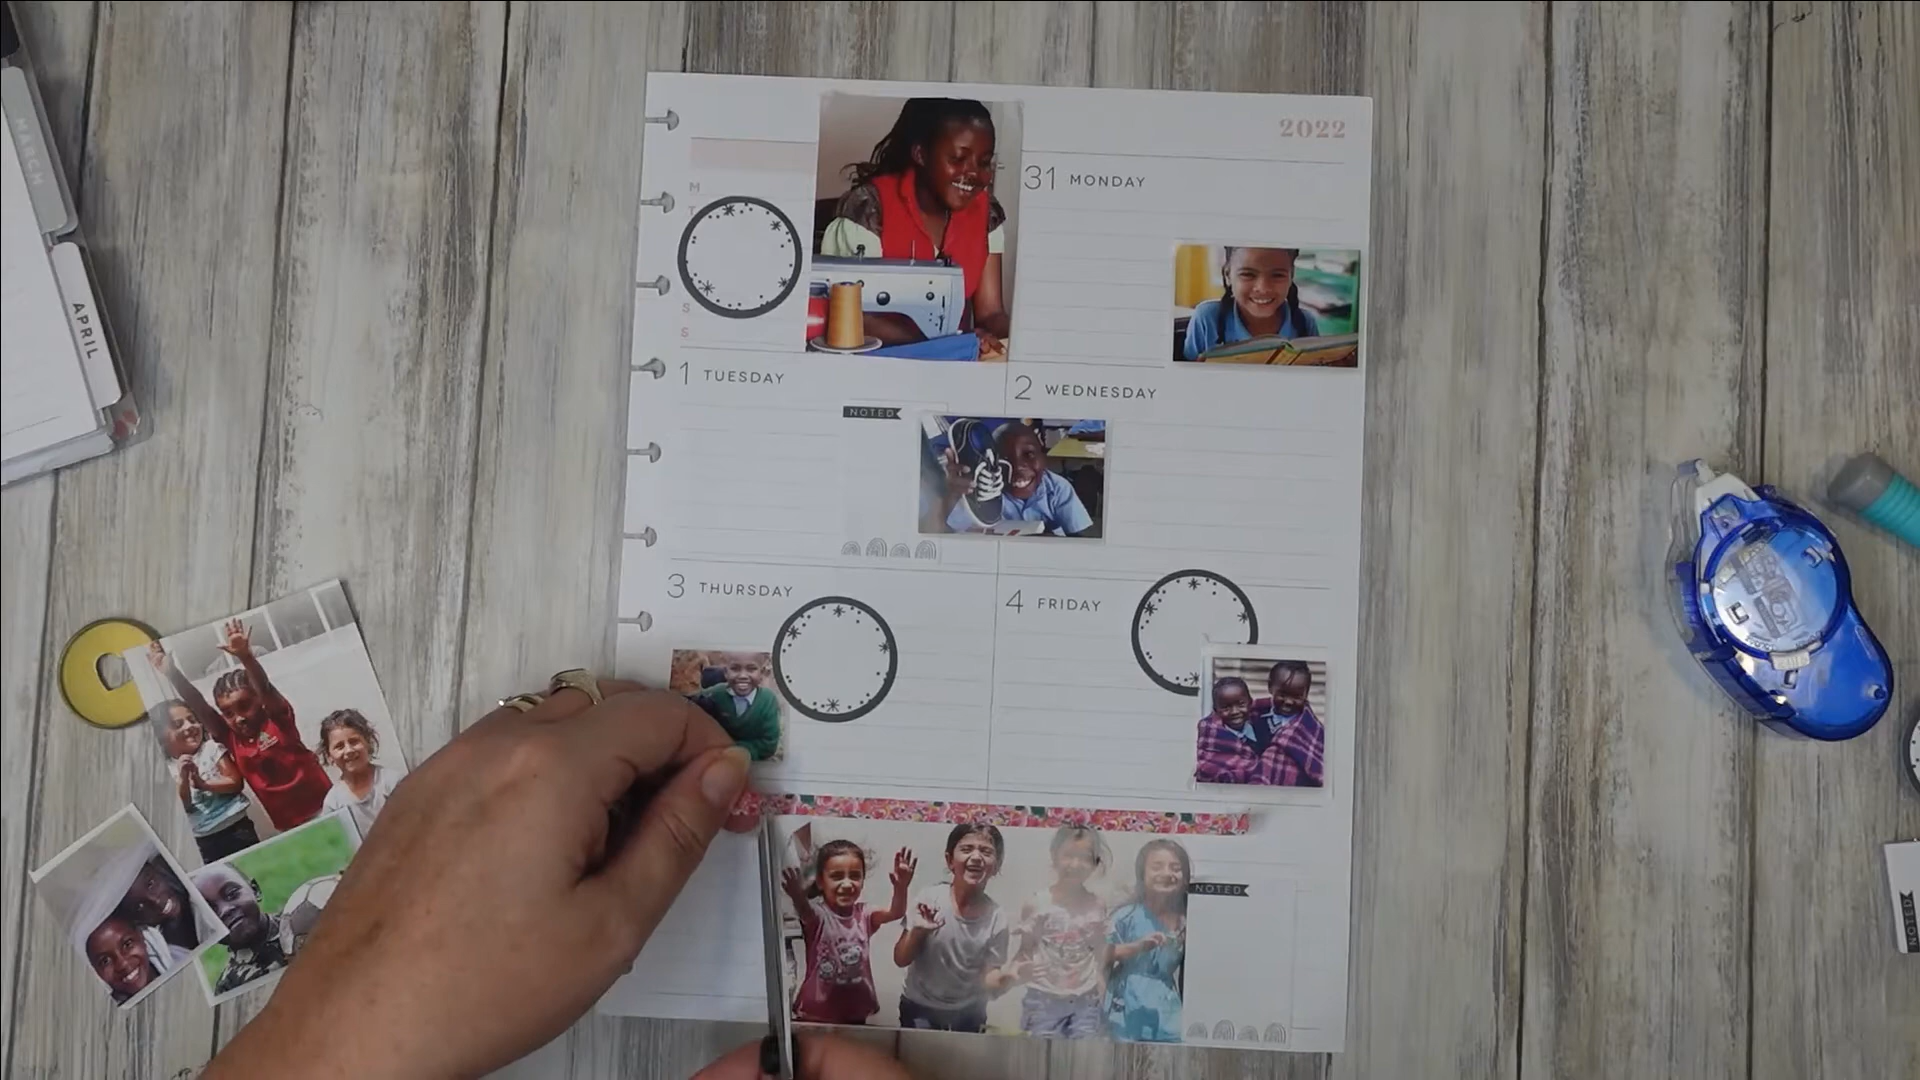 MARCH
APRIL
2022
M
T
S
S
31 MONDAY
1 TUESDAY
2 WEDNESDAY
NOTED
3 THURSDAY
4 FRIDAY
NOTED
NOTED